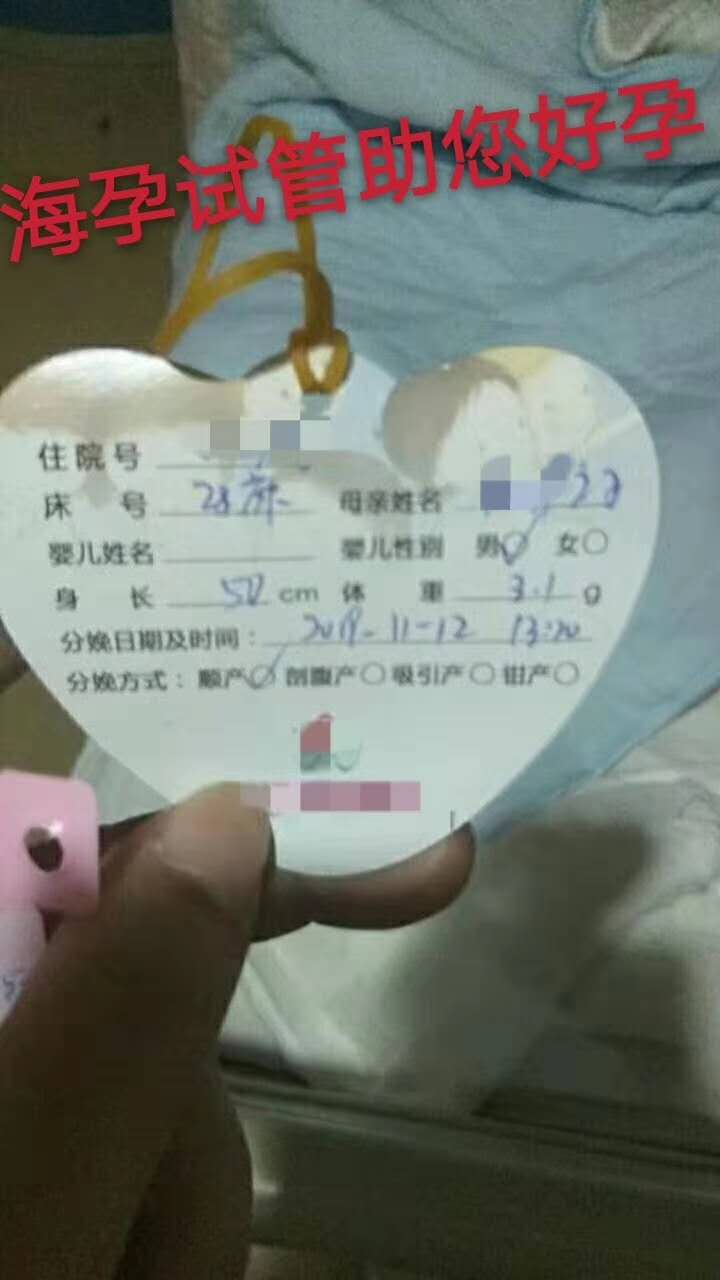 海孕试管助您好孕
住院号
床 号 28床 母亲姓名
婴儿姓名 婴儿性别 男 女
身 长 52 cm 体 重 3.1 g
分娩日期及时间：2019-11-12 13:20
分娩方式：顺产 剖腹产 吸引产 钳产